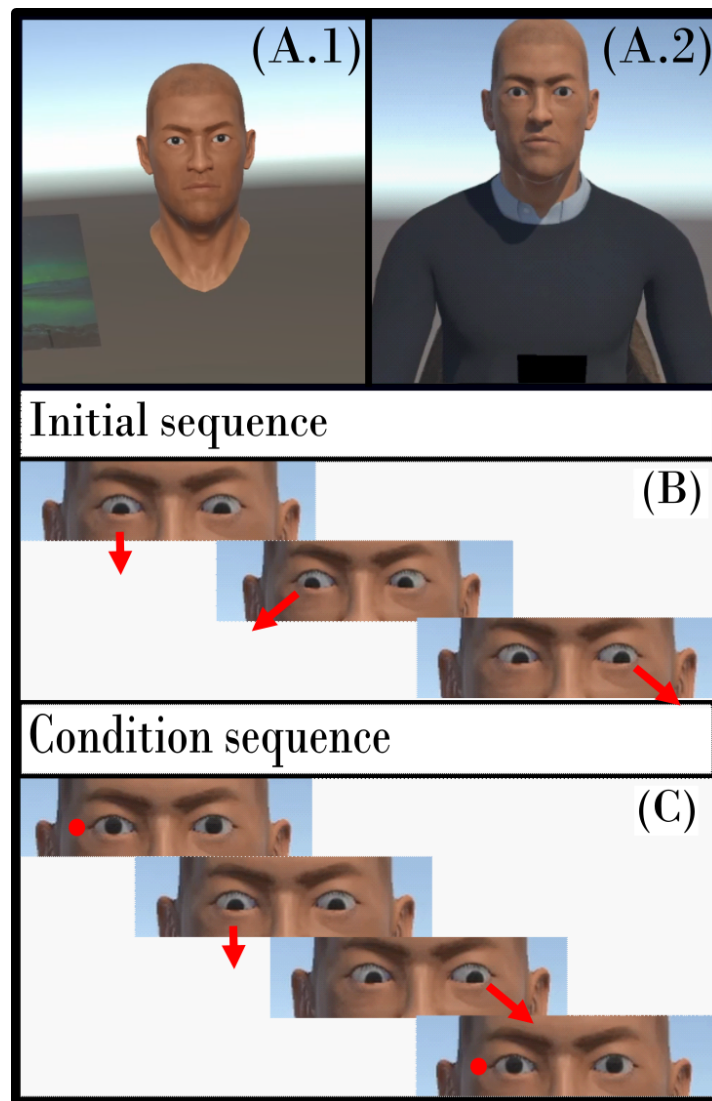 (A.1)
(A.2)
Initial sequence
(B)
Condition sequence
(C)